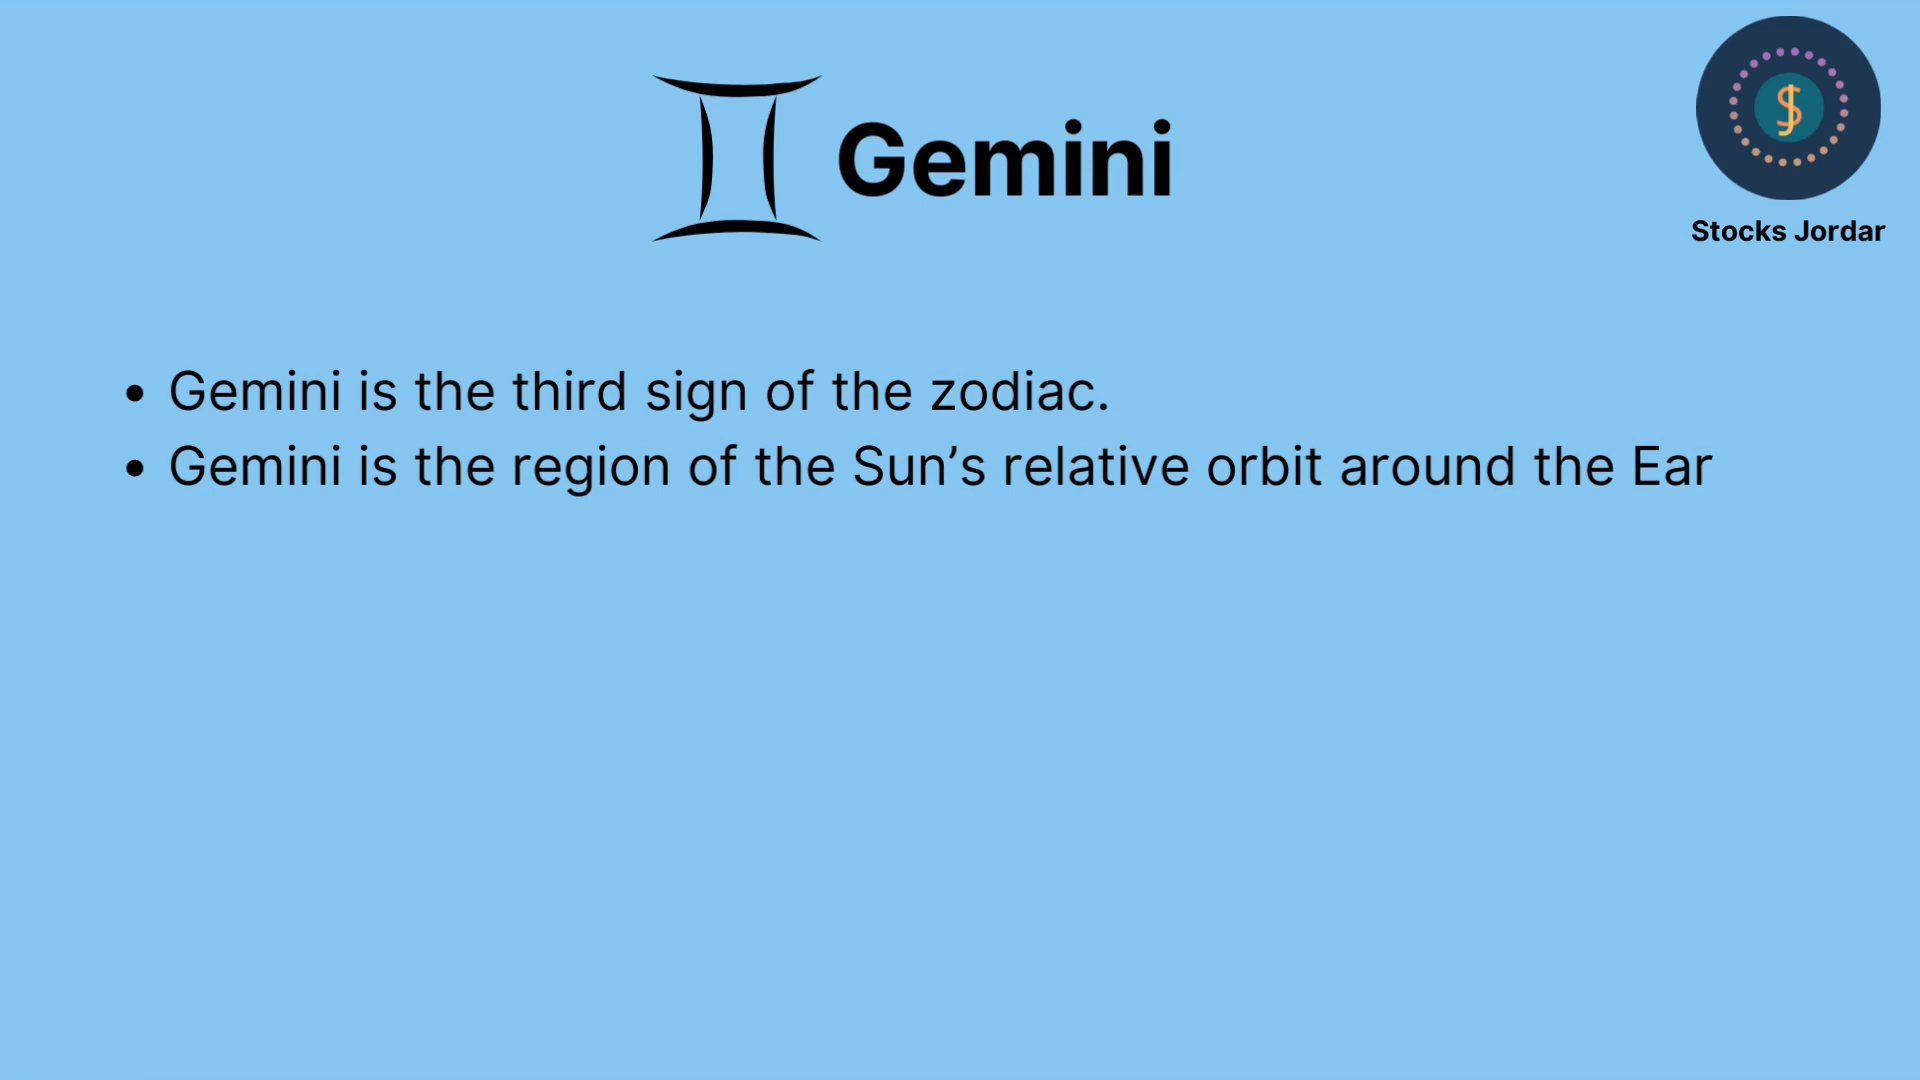 Gemini
Stocks Jordar
• Gemini is the third sign of the zodiac.
• Gemini is the region of the Sun’s relative orbit around the Ear